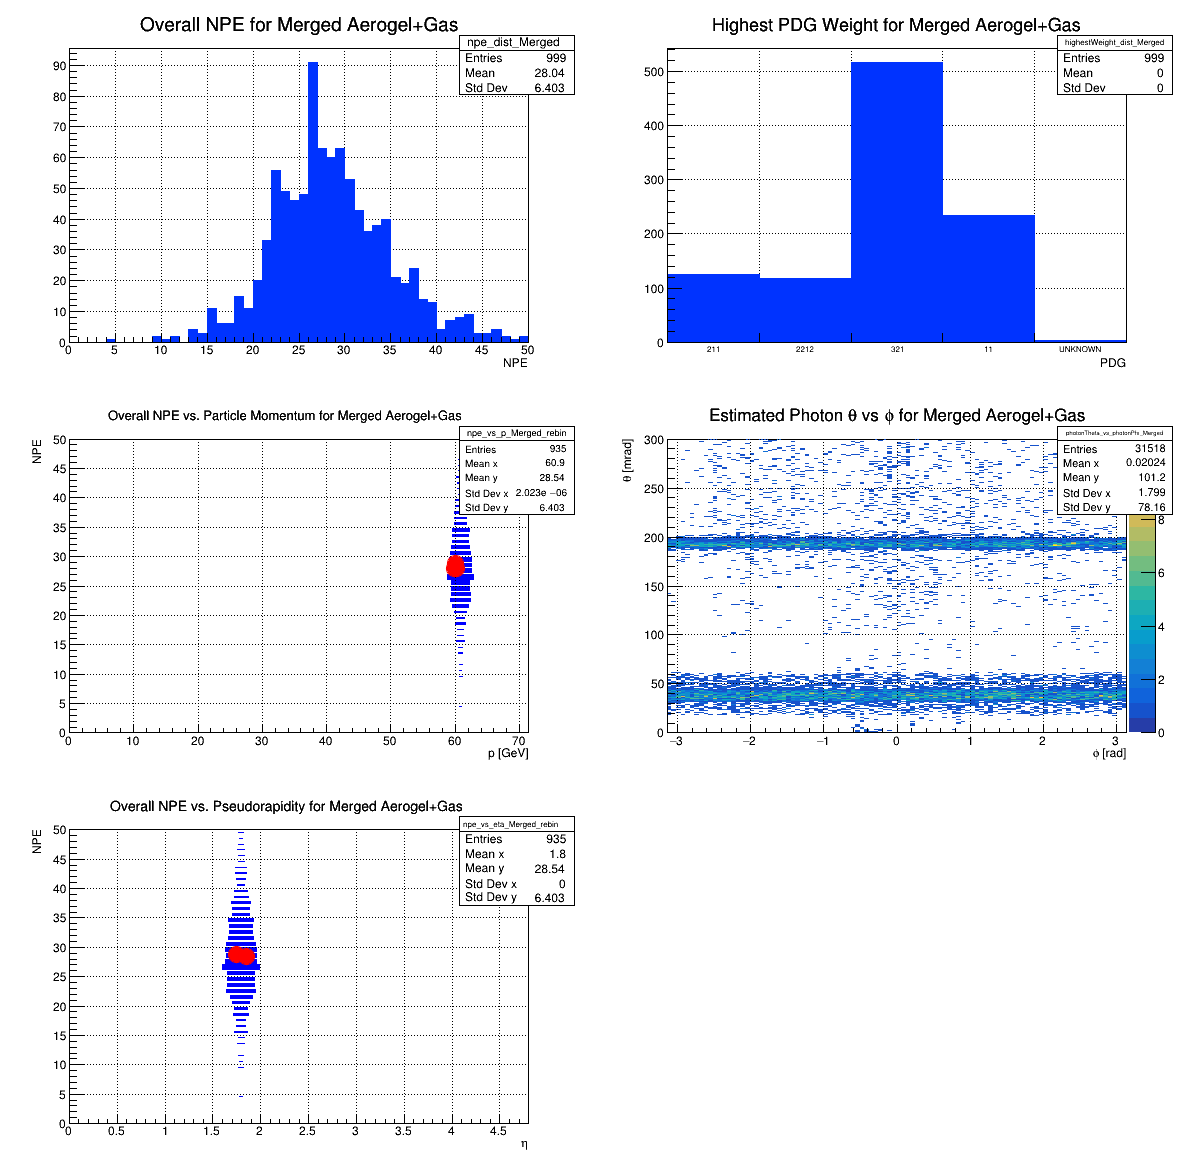 Overall NPE for Merged Aerogel+Gas
npe_dist_Merged
Entries 999
Mean 28.04
Std Dev 6.403
90
80
70
60
50
40
30
20
10
0
0 5 10 15 20 25 30 35 40 45 50
NPE
Highest PDG Weight for Merged Aerogel+Gas
highestWeight_dist_Merged
Entries 999
Mean 0
Std Dev 0
500
400
300
200
100
0
211 2212 321 11 UNKNOWN
PDG
Overall NPE vs. Particle Momentum for Merged Aerogel+Gas
npe_vs_p_Merged_rebin
Entries 935
Mean x 60.9
Mean y 28.54
Std Dev x 2.023e −06
Std Dev y 6.403
NPE
50
45
40
35
30
25
20
15
10
5
0
0 10 20 30 40 50 60 70
p [GeV]
Estimated Photon θ vs ϕ for Merged Aerogel+Gas
photonTheta_vs_photonPhi_Merged
Entries 31518
Mean x 0.02024
Mean y 101.2
Std Dev x 1.799
Std Dev y 78.16
θ [mrad]
300
250
200
150
100
50
0
−3 −2 −1 0 1 2 3
ϕ [rad]
8
6
4
2
0
Overall NPE vs. Pseudorapidity for Merged Aerogel+Gas
npe_vs_eta_Merged_rebin
Entries 935
Mean x 1.8
Mean y 28.54
Std Dev x 0
Std Dev y 6.403
NPE
50
45
40
35
30
25
20
15
10
5
0
0 0.5 1 1.5 2 2.5 3 3.5 4 4.5
η